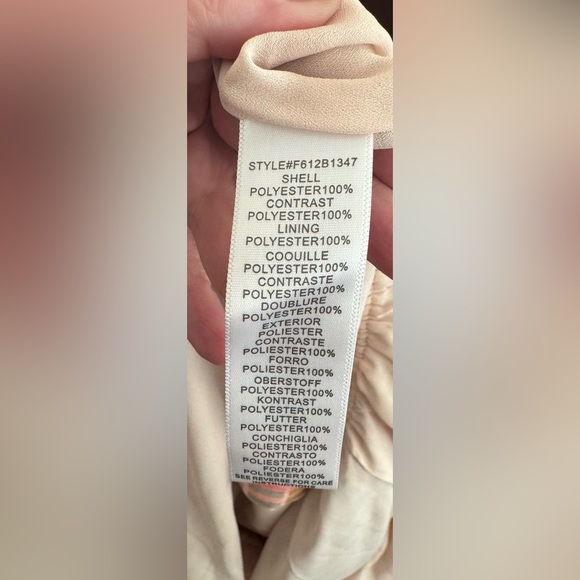 STYLE#F612B1347
SHELL
POLYESTER100%
CONTRAST
POLYESTER100%
LINING
POLYESTER100%
COOUILLE
POLYESTER100%
CONTRASTE
POLYESTER100%
DOUBLURE
POLYESTER100%
EXTERIOR
POLIESTER
CONTRASTE
POLIESTER100%
FORRO
POLIESTER100%
OBERSTOFF
POLYESTER100%
KONTRAST
POLYESTER100%
FUTTER
POLYESTER100%
CONCHIGLIA
POLIESTER100%
CONTRASTO
POLIESTER100%
FODERA
POLIESTER100%
SEE REVERSE FOR CARE
INSTRUCTIONS